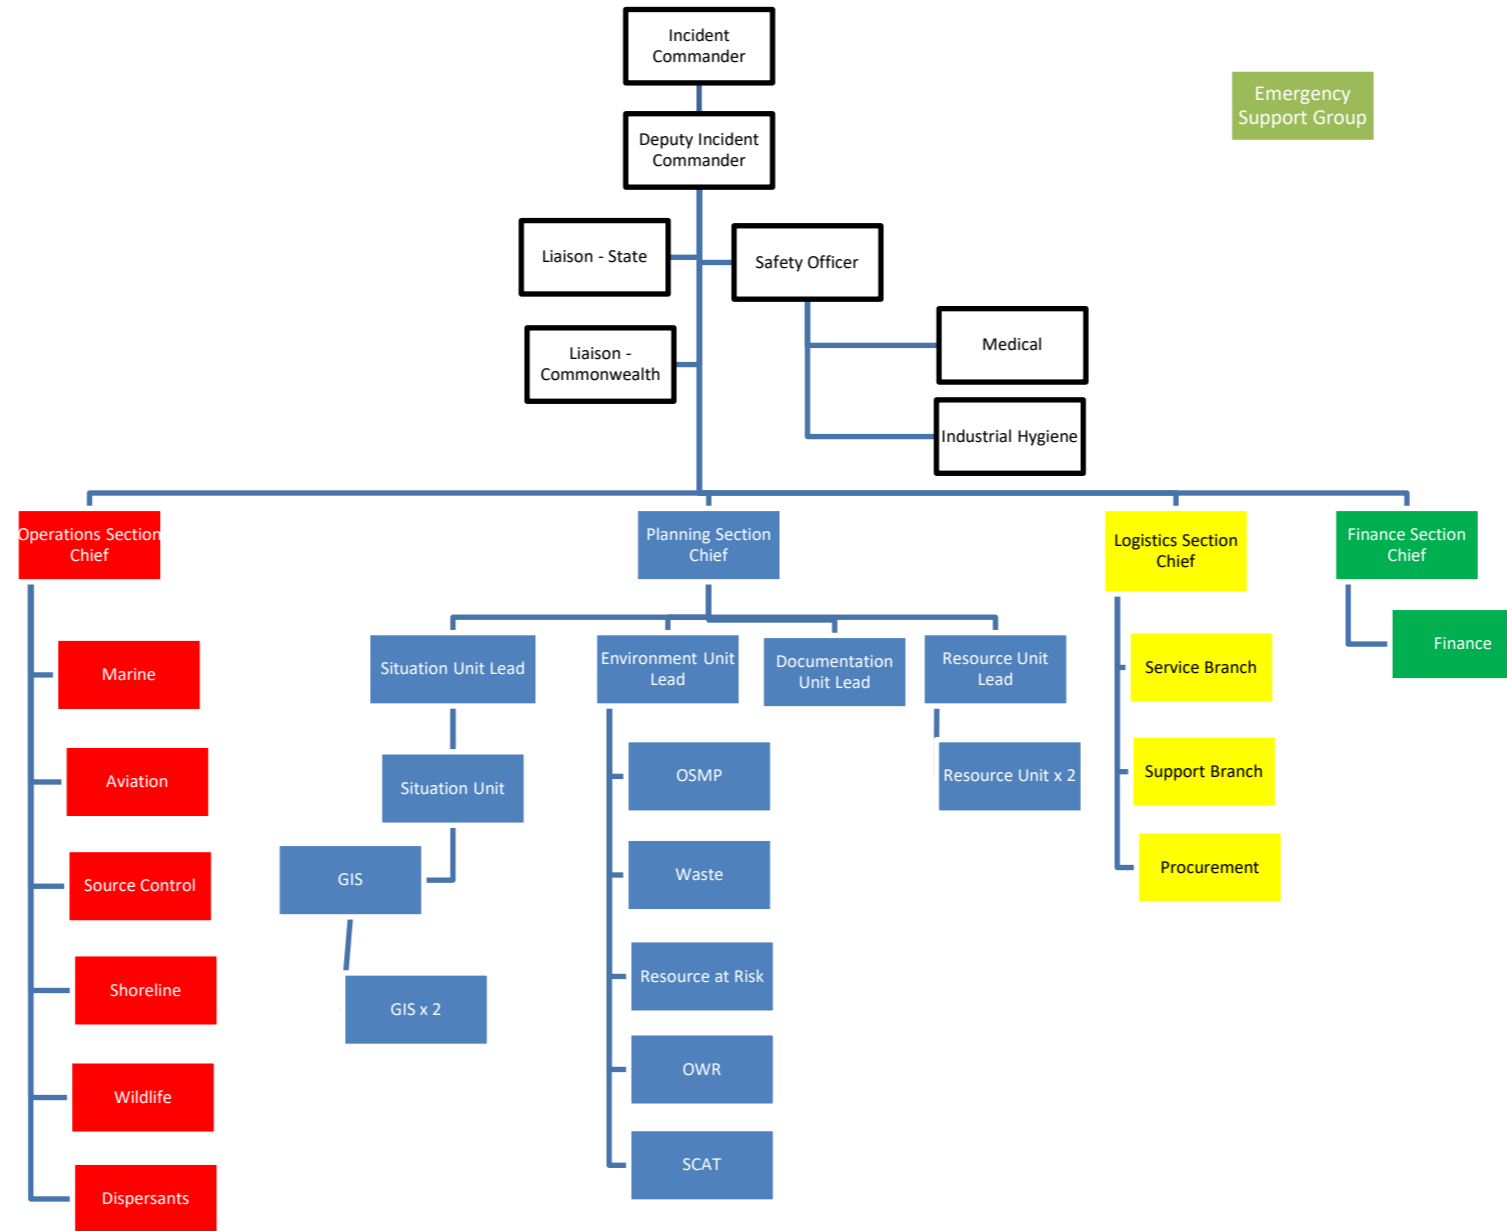 Incident
Commander
Emergency
Support Group
Deputy Incident
Commander
Liaison - State
Safety Officer
Liaison -
Commonwealth
Medical
Industrial Hygiene
Operations Section
Chief
Planning Section
Chief
Logistics Section
Chief
Finance Section
Chief
Marine
Aviation
Source Control
Shoreline
Wildlife
Dispersants
Situation Unit Lead
Environment Unit
Lead
Documentation
Unit Lead
Resource Unit
Lead
Situation Unit
GIS
GIS x 2
OSMP
Waste
Resource at Risk
OWR
SCAT
Resource Unit x 2
Service Branch
Support Branch
Procurement
Finance